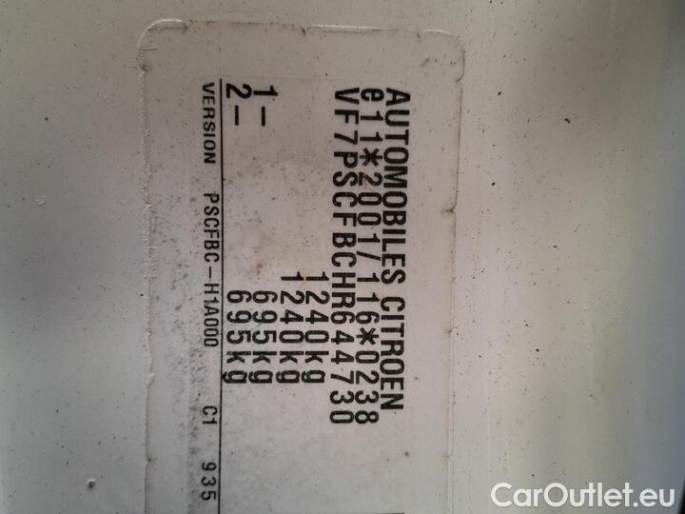 AUTOMOBILES CITROEN
e11*2001/116*0238
VF7PSCFBCHR644730
1240kg
1240kg
1- 695kg
2- 695kg
VERSION PSCFBC-H1A000 C1 935
CarOutlet.eu